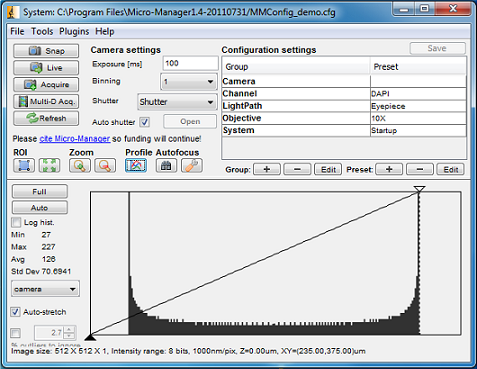 System: C:\Program Files\Micro-Manager1.4-20110731/MMConfig_demo.cfg
File Tools Plugins Help
Snap
Live
Acquire
Multi-D Acq.
Refresh
Camera settings
Exposure [ms] 100
Binning 1
Shutter Shutter
Auto shutter Open
Configuration settings Save
Group Preset
Camera
Channel DAPI
LightPath Eyepiece
Objective 10X
System Startup
Please cite Micro-Manager so funding will continue!
ROI Zoom Profile Autofocus
Group: + - Edit Preset: + - Edit
Full
Auto
Log hist.
Min 27
Max 227
Avg 126
Std Dev 70.6941
camera
Auto-stretch
2.7
% outliers to ignore
Image size: 512 X 512 X 1, Intensity range: 8 bits, 1000nm/pix, Z=0.00um, XY=(235.00,375.00)um